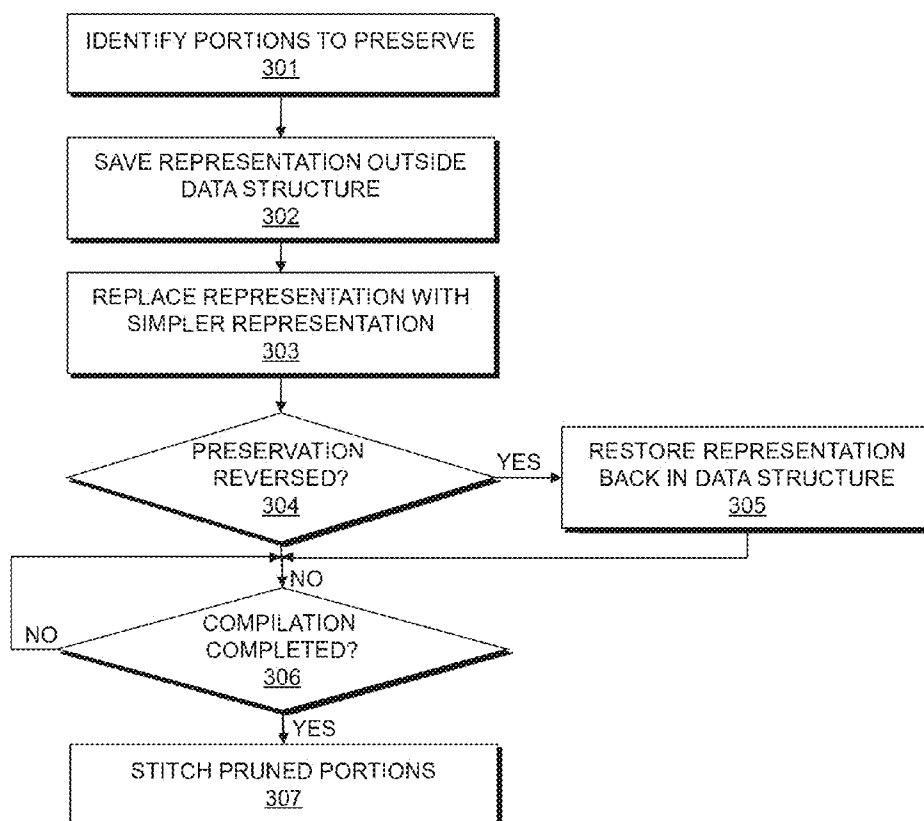 IDENTIFY PORTIONS TO PRESERVE
301
SAVE REPRESENTATION OUTSIDE
DATA STRUCTURE
302
REPLACE REPRESENTATION WITH
SIMPLER REPRESENTATION
303
PRESERVATION
REVERSED?
304
YES
RESTORE REPRESENTATION
BACK IN DATA STRUCTURE
305
NO
NO
COMPILATION
COMPLETED?
306
YES
STITCH PRUNED PORTIONS
307